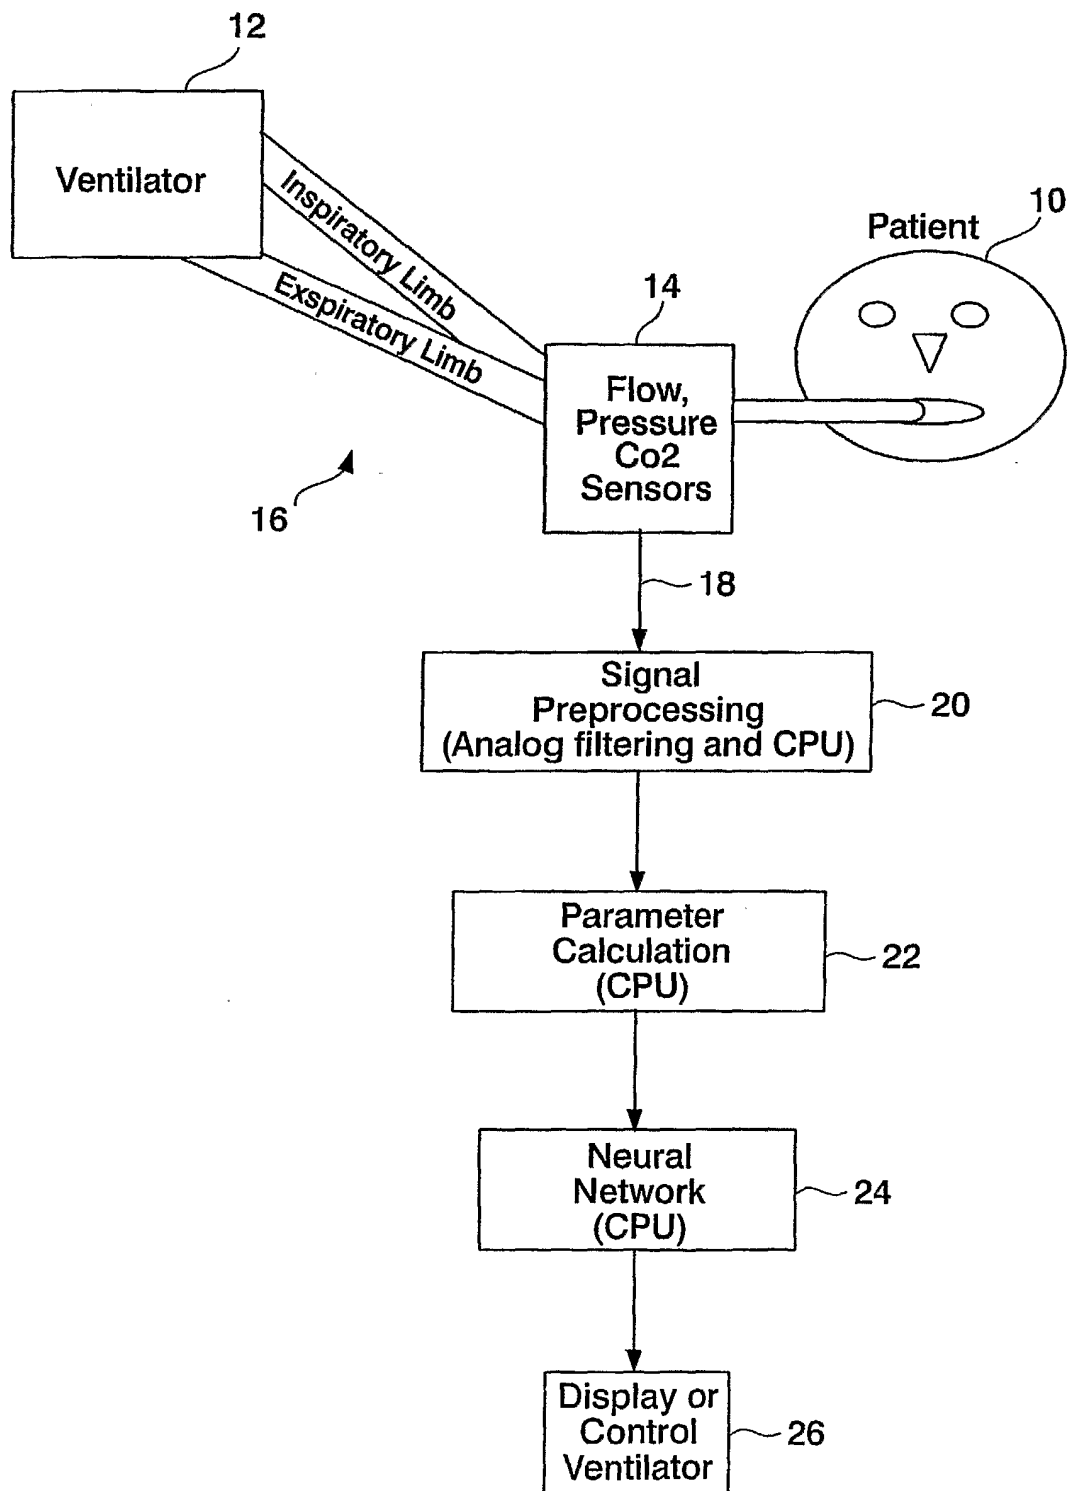 12
Ventilator
Inspiratory Limb
Exspiratory Limb
10
Patient
14
Flow,
Pressure
Co2
Sensors
16
18
Signal
Preprocessing
(Analog filtering and CPU)
20
Parameter
Calculation
(CPU)
22
Neural
Network
(CPU)
24
Display or
Control
Ventilator
26